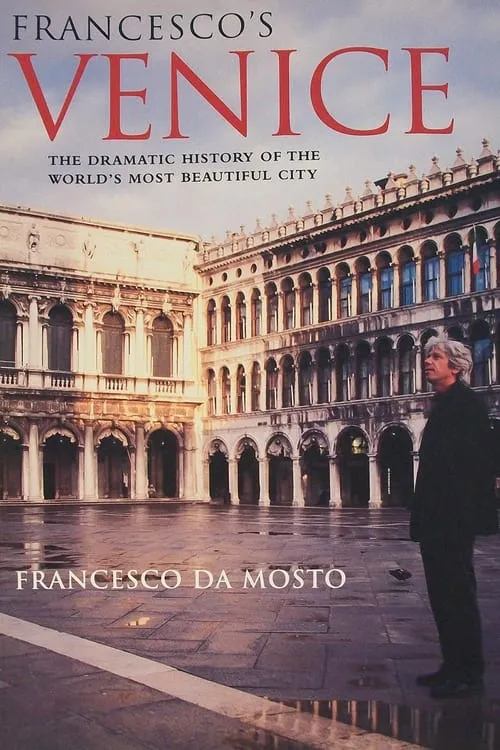 FRANCESCO'S
VENICE
THE DRAMATIC HISTORY OF THE
WORLD'S MOST BEAUTIFUL CITY
FRANCESCO DA MOSTO